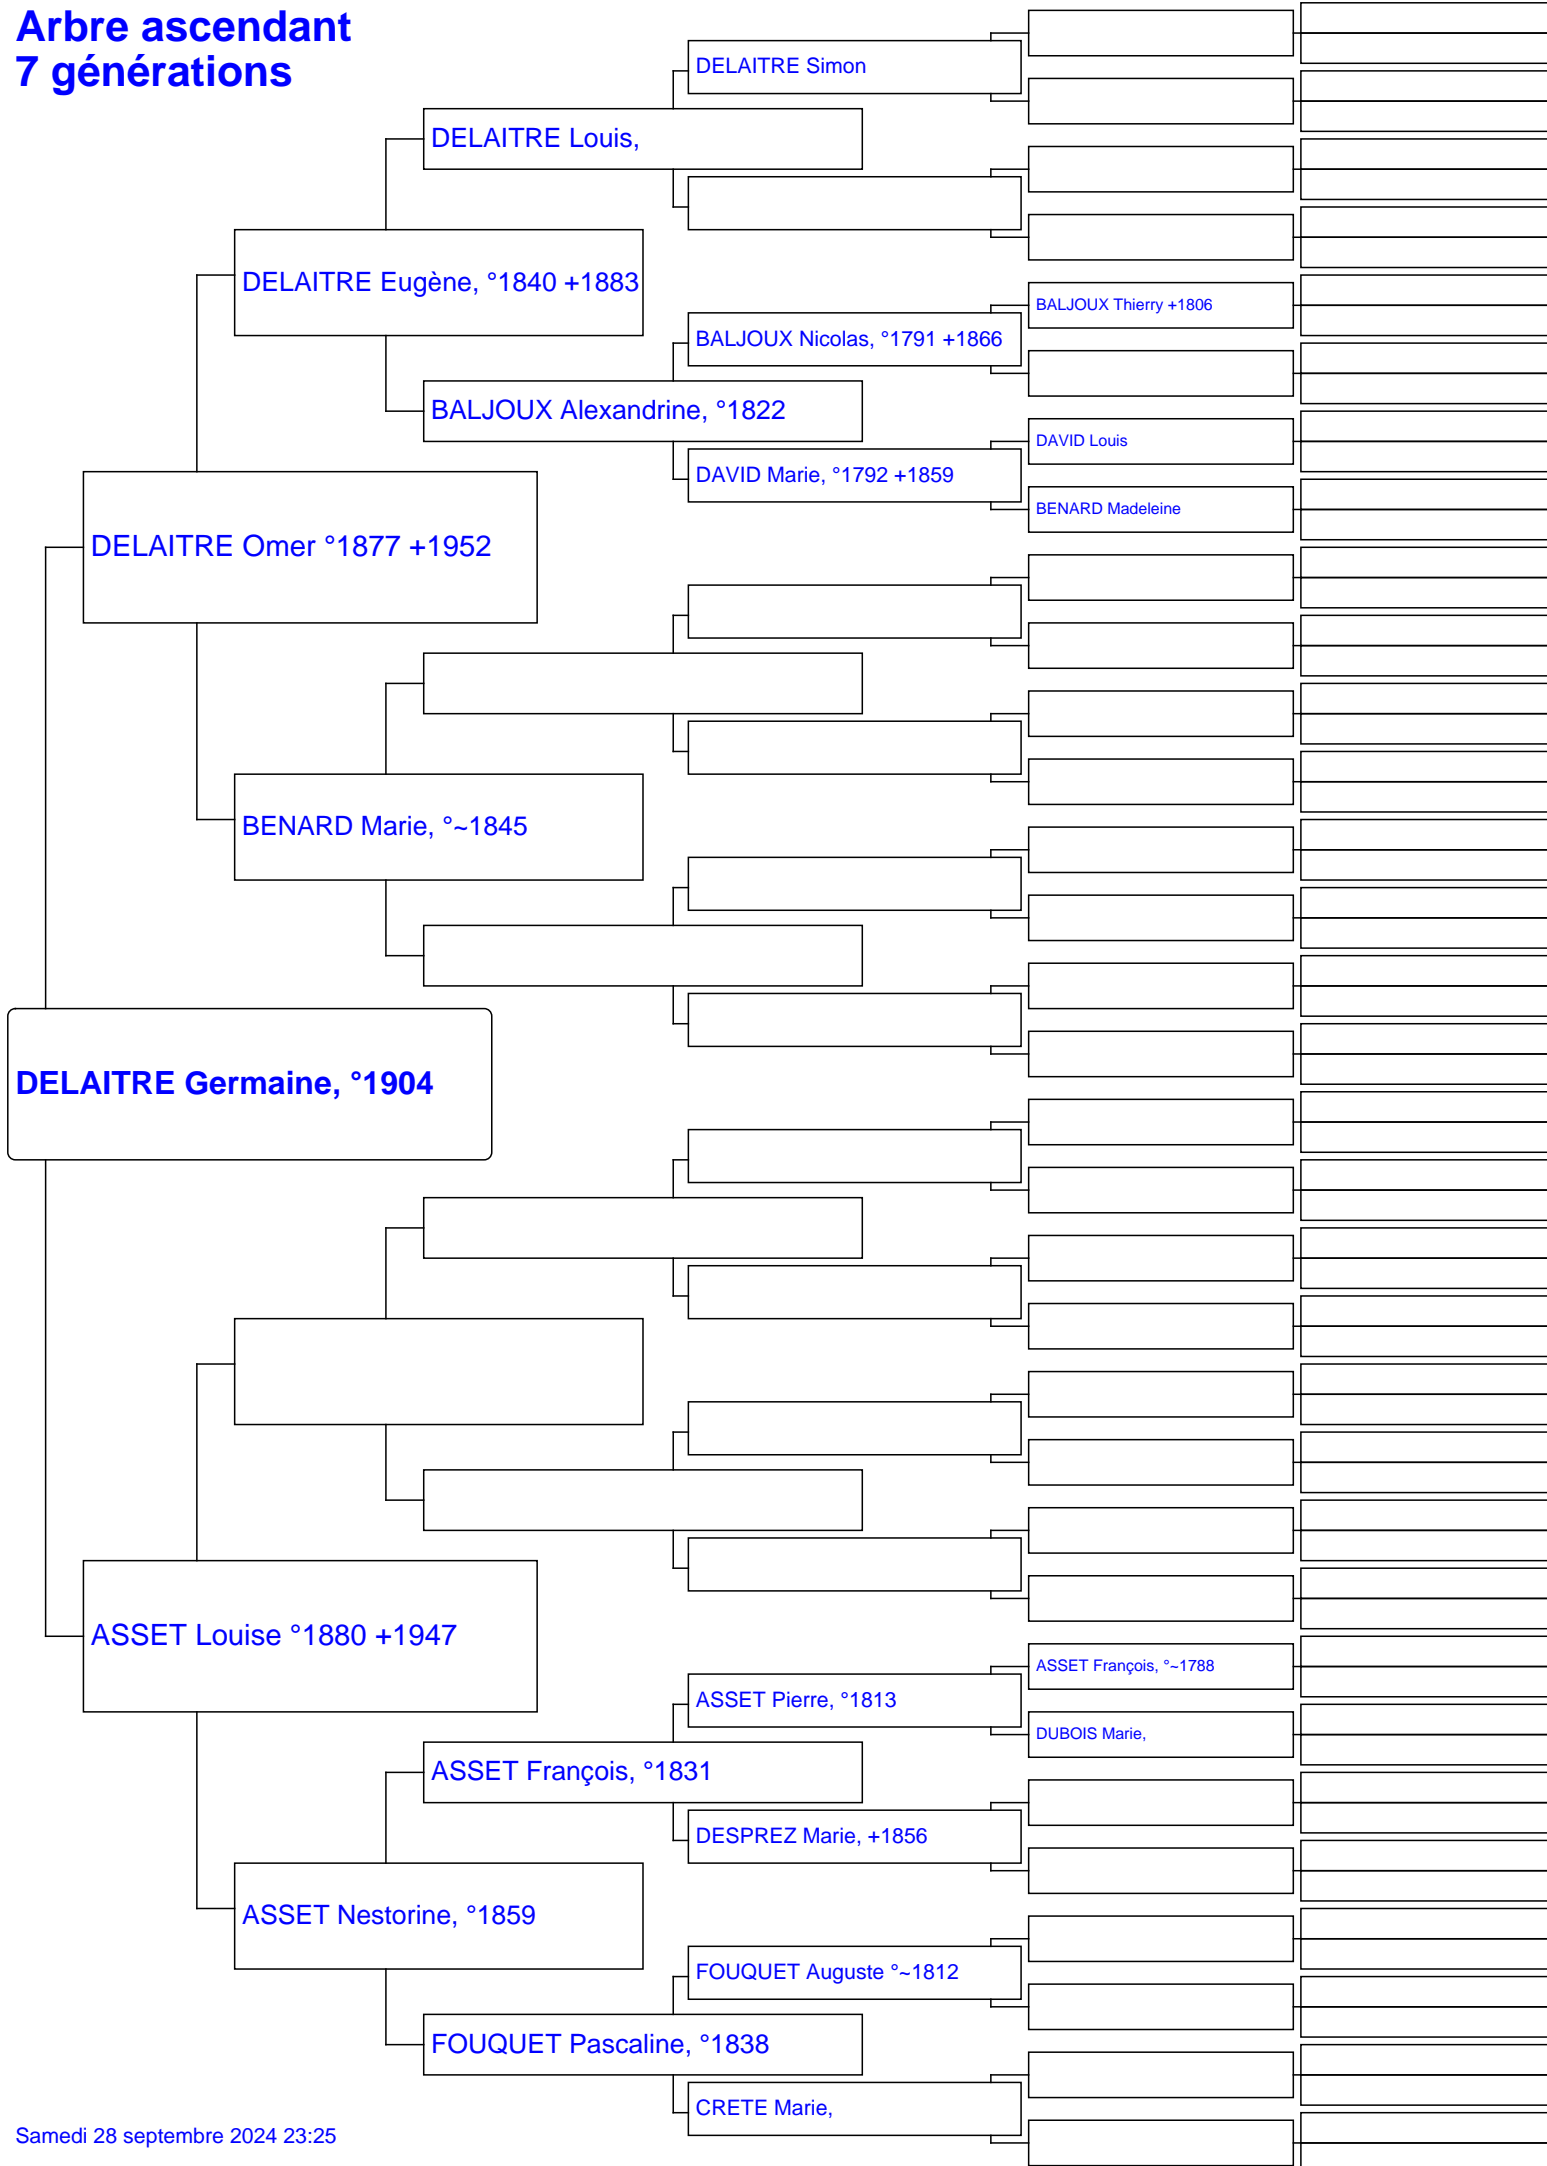 Arbre ascendant
7 générations
DELAITRE Simon
DELAITRE Louis,
DELAITRE Eugène, °1840 +1883
BALJOUX Thierry +1806
BALJOUX Nicolas, °1791 +1866
BALJOUX Alexandrine, °1822
DAVID Louis
DAVID Marie, °1792 +1859
BENARD Madeleine
DELAITRE Omer °1877 +1952
BENARD Marie, °~1845
DELAITRE Germaine, °1904
ASSET Louise °1880 +1947
ASSET François, °~1788
ASSET Pierre, °1813
DUBOIS Marie,
ASSET François, °1831
DESPREZ Marie, +1856
ASSET Nestorine, °1859
FOUQUET Auguste °~1812
FOUQUET Pascaline, °1838
CRETE Marie,
Samedi 28 septembre 2024 23:25